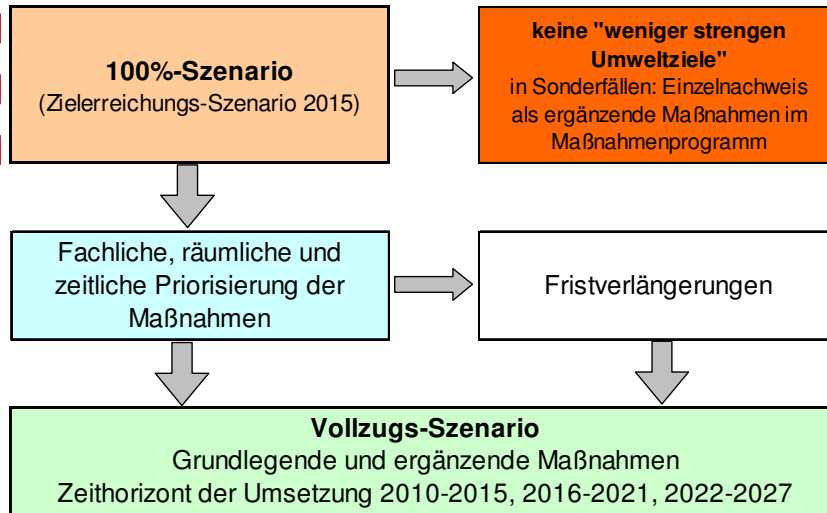 100%-Szenario
(Zielerreichungs-Szenario 2015)
keine "weniger strengen
Umweltziele"
in Sonderfällen: Einzelnachweis
als ergänzende Maßnahmen im
Maßnahmenprogramm
Fachliche, räumliche und
zeitliche Priorisierung der
Maßnahmen
Fristverlängerungen
Vollzugs-Szenario
Grundlegende und ergänzende Maßnahmen
Zeithorizont der Umsetzung 2010-2015, 2016-2021, 2022-2027